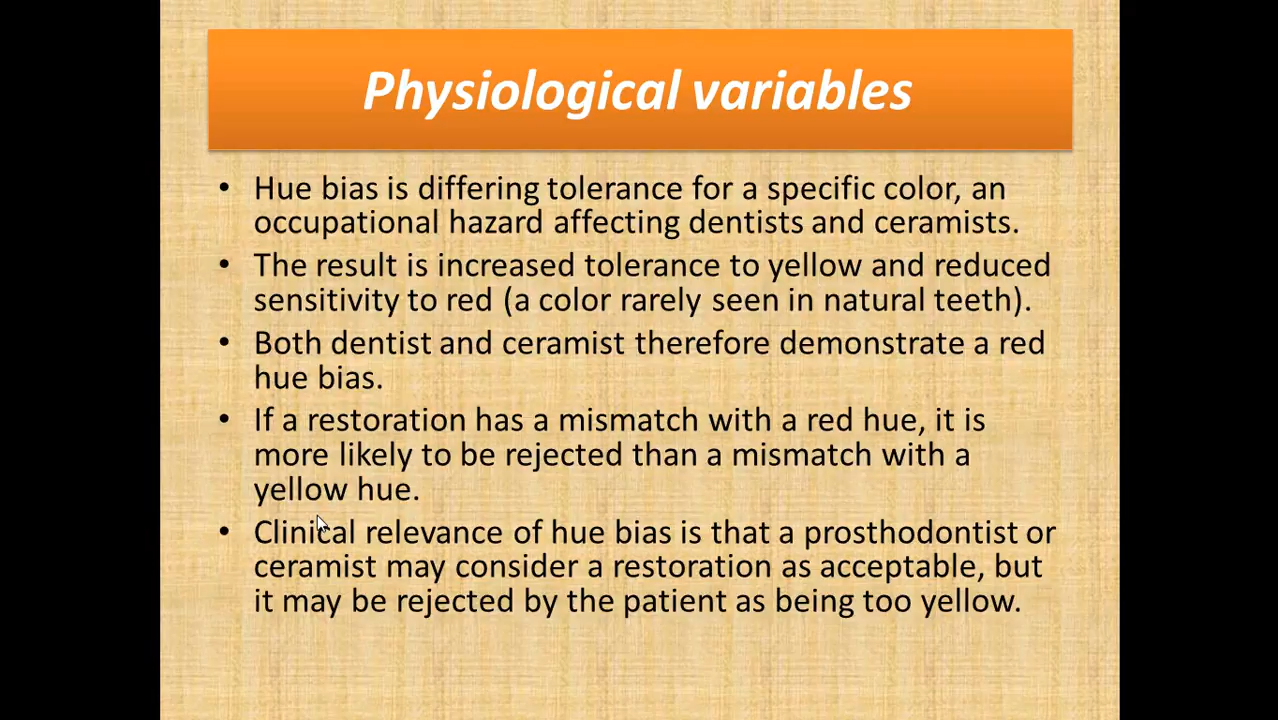 Physiological variables
• Hue bias is differing tolerance for a specific color, an
occupational hazard affecting dentists and ceramists.
• The result is increased tolerance to yellow and reduced
sensitivity to red (a color rarely seen in natural teeth).
• Both dentist and ceramist therefore demonstrate a red
hue bias.
• If a restoration has a mismatch with a red hue, it is
more likely to be rejected than a mismatch with a
yellow hue.
• Clinical relevance of hue bias is that a prosthodontist or
ceramist may consider a restoration as acceptable, but
it may be rejected by the patient as being too yellow.